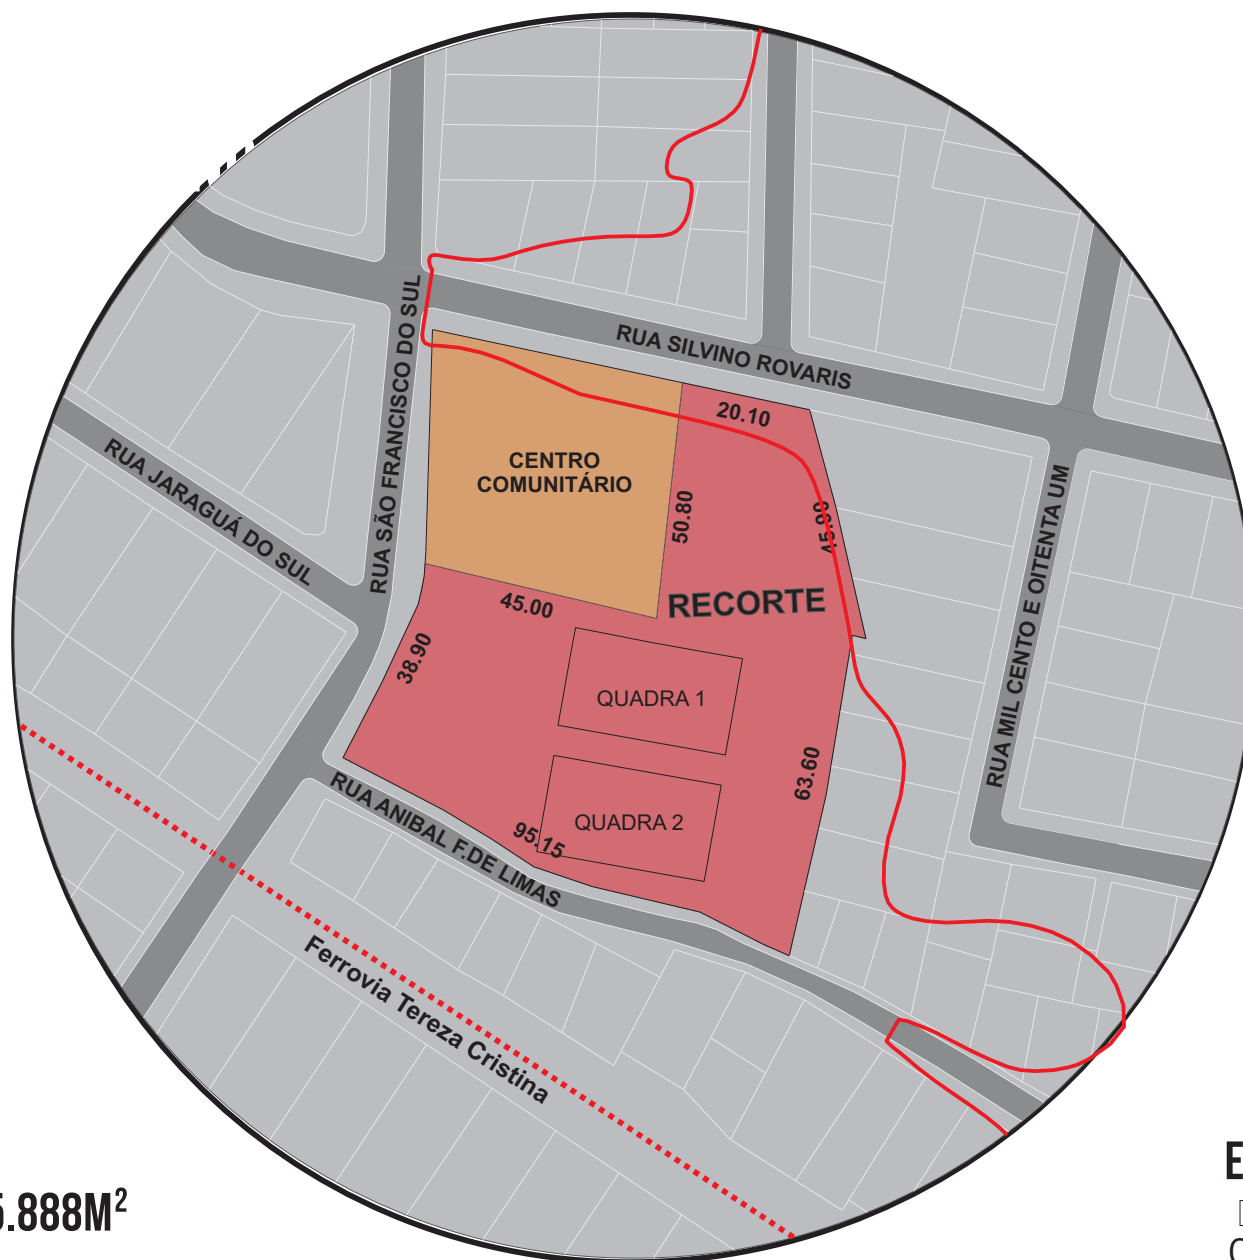 RUA SÃO FRANCISCO DO SUL
RUA SILVINO ROVARIS
20.10
CENTRO
COMUNITÁRIO
50.80
45.90
RUA JARAGUÁ DO SUL
RUA MIL CENTO E OITENTA UM
45.00
RECORTE
38.90
QUADRA 1
63.60
RUA ANIBAL F.DE LIMAS
95.15
QUADRA 2
Ferrovia Tereza Cristina
.888M²
E